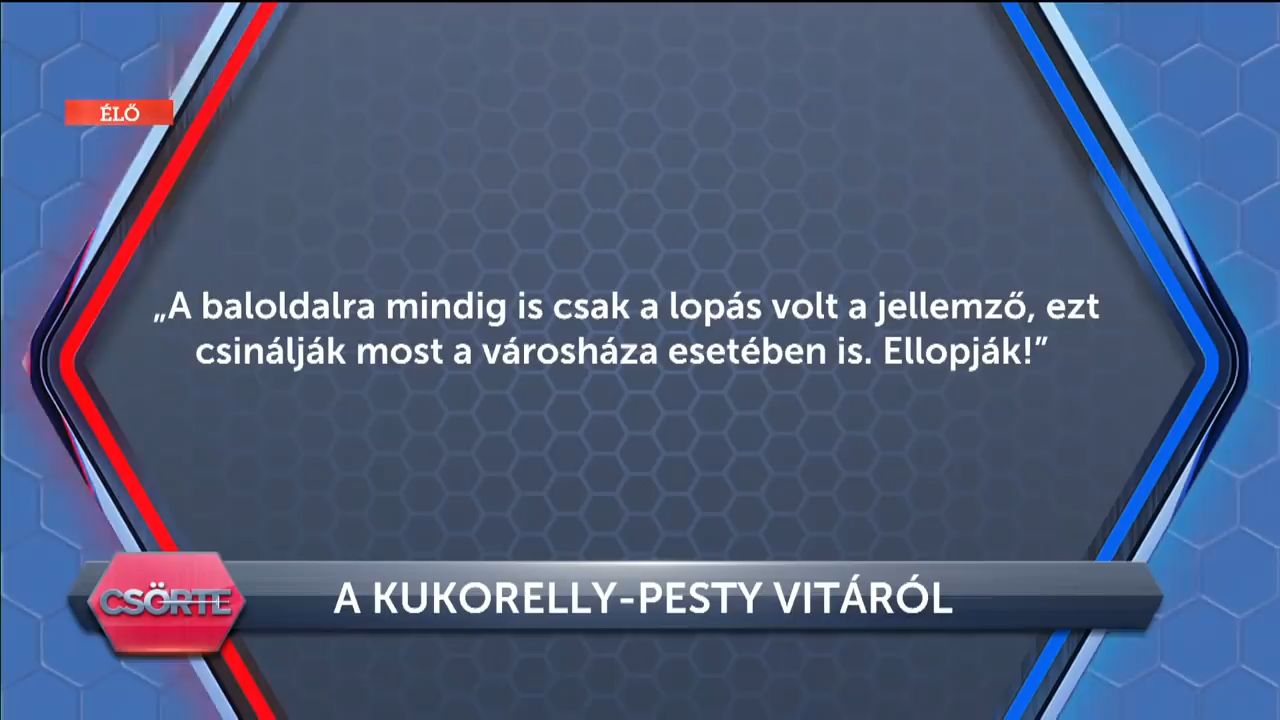 ÉLŐ
„A baloldalra mindig is csak a lopás volt a jellemző, ezt
csinálják most a városháza esetében is. Ellopják!”
CSÖRTE
A KUKORELLY-PESTY VITÁRÓL